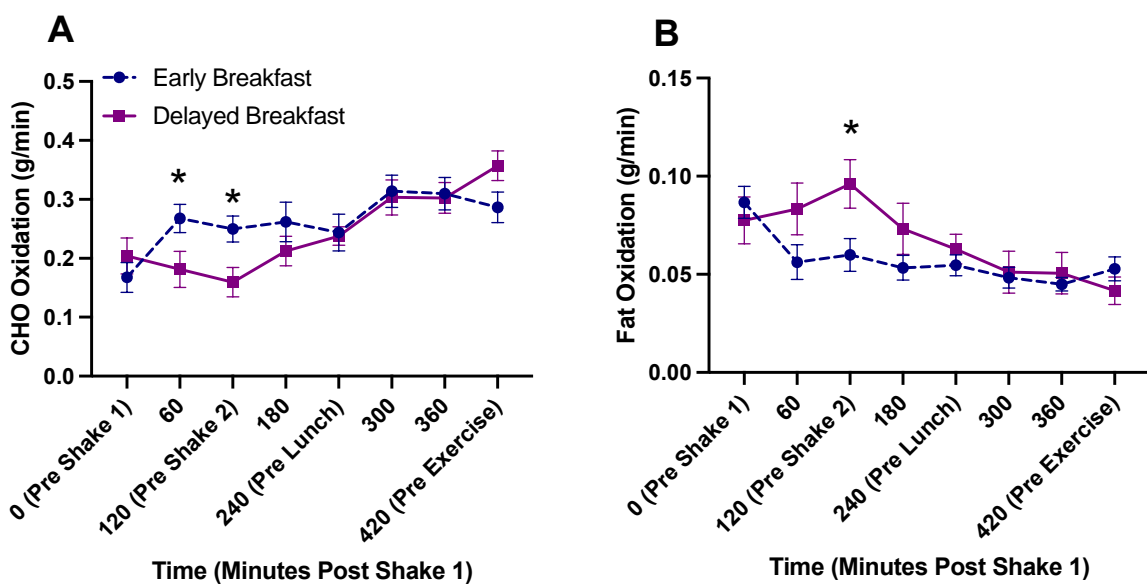 A
Early Breakfast
Delayed Breakfast
CHO Oxidation (g/min)
0.5
0.4
0.3
0.2
0.1
0.0
*
*
0 (Pre Shake 1)
60
120 (Pre Shake 2)
180
240 (Pre Lunch)
300
360
420 (Pre Exercise)
Time (Minutes Post Shake 1)
B
Fat Oxidation (g/min)
0.15
0.10
0.05
0.00
*
0 (Pre Shake 1)
60
120 (Pre Shake 2)
180
240 (Pre Lunch)
300
360
420 (Pre Exercise)
Time (Minutes Post Shake 1)